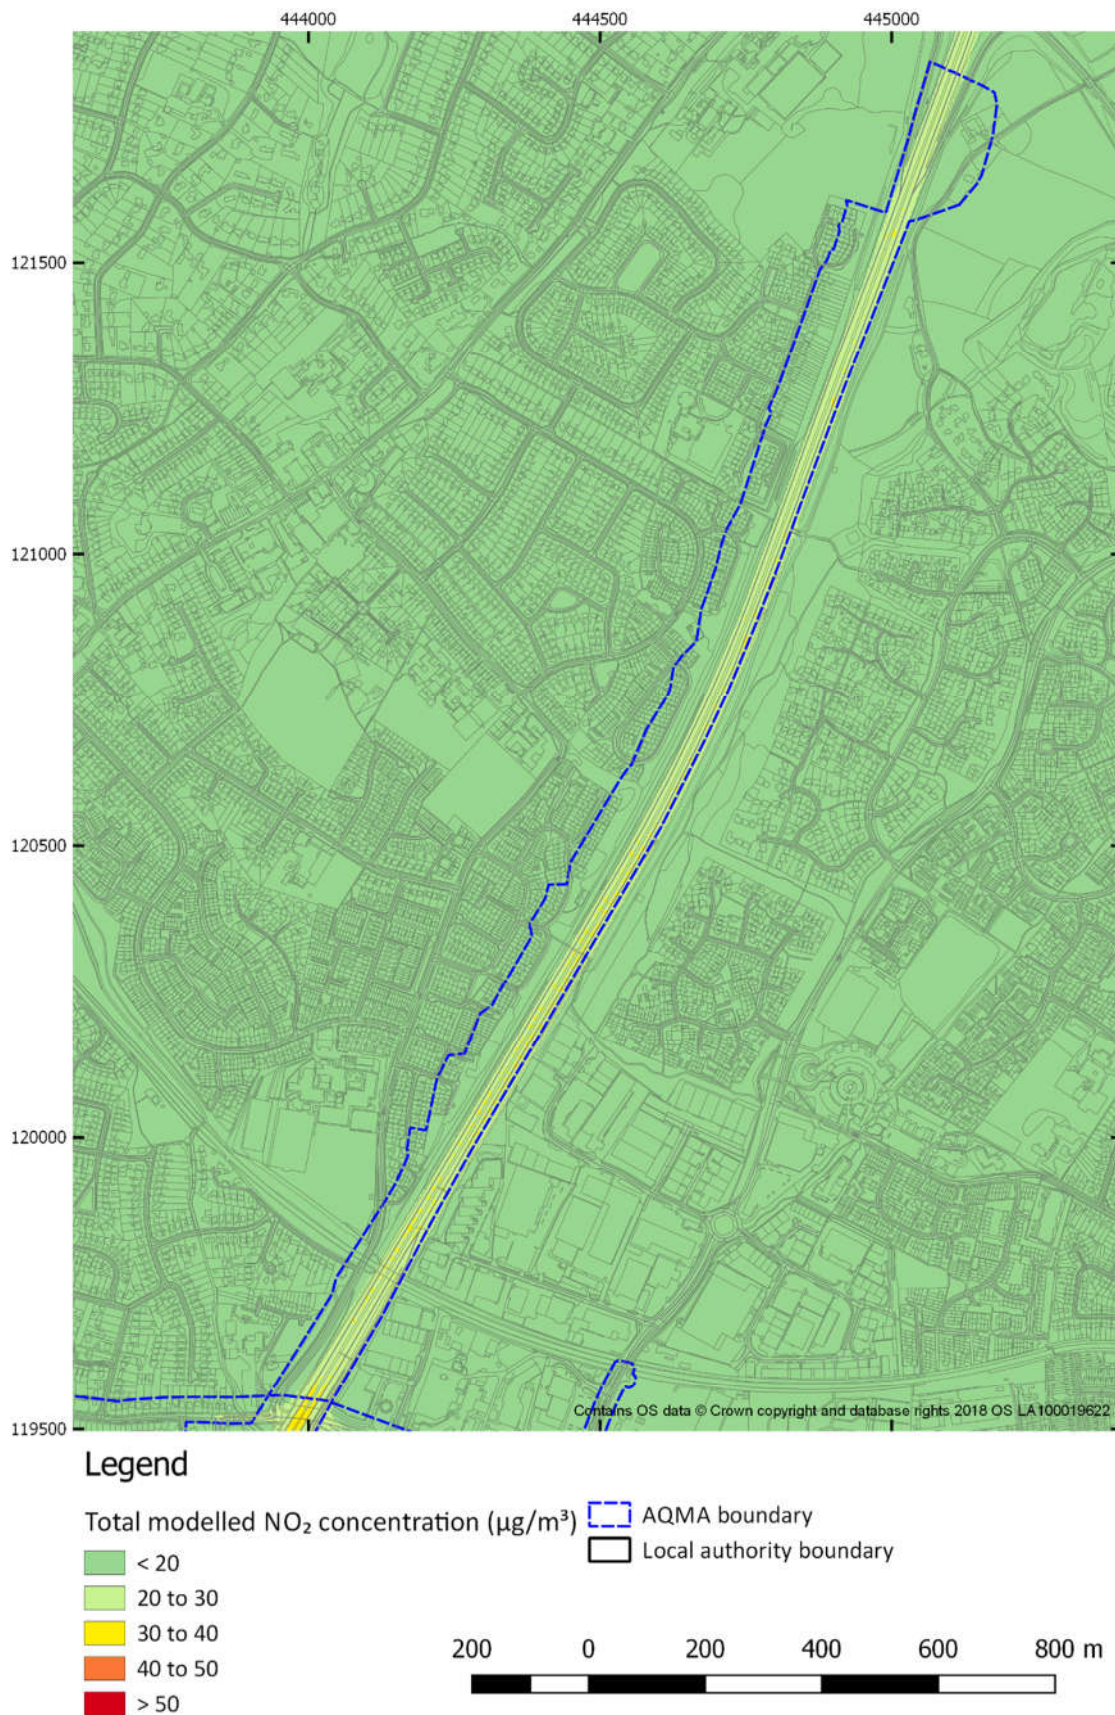 444000 444500 445000
121500
121000
120500
120000
119500
Contains OS data © Crown copyright and database rights 2018 OS LA100019622
Legend
Total modelled NO₂ concentration (µg/m³)
< 20
20 to 30
30 to 40
40 to 50
> 50
AQMA boundary
Local authority boundary
200 0 200 400 600 800 m